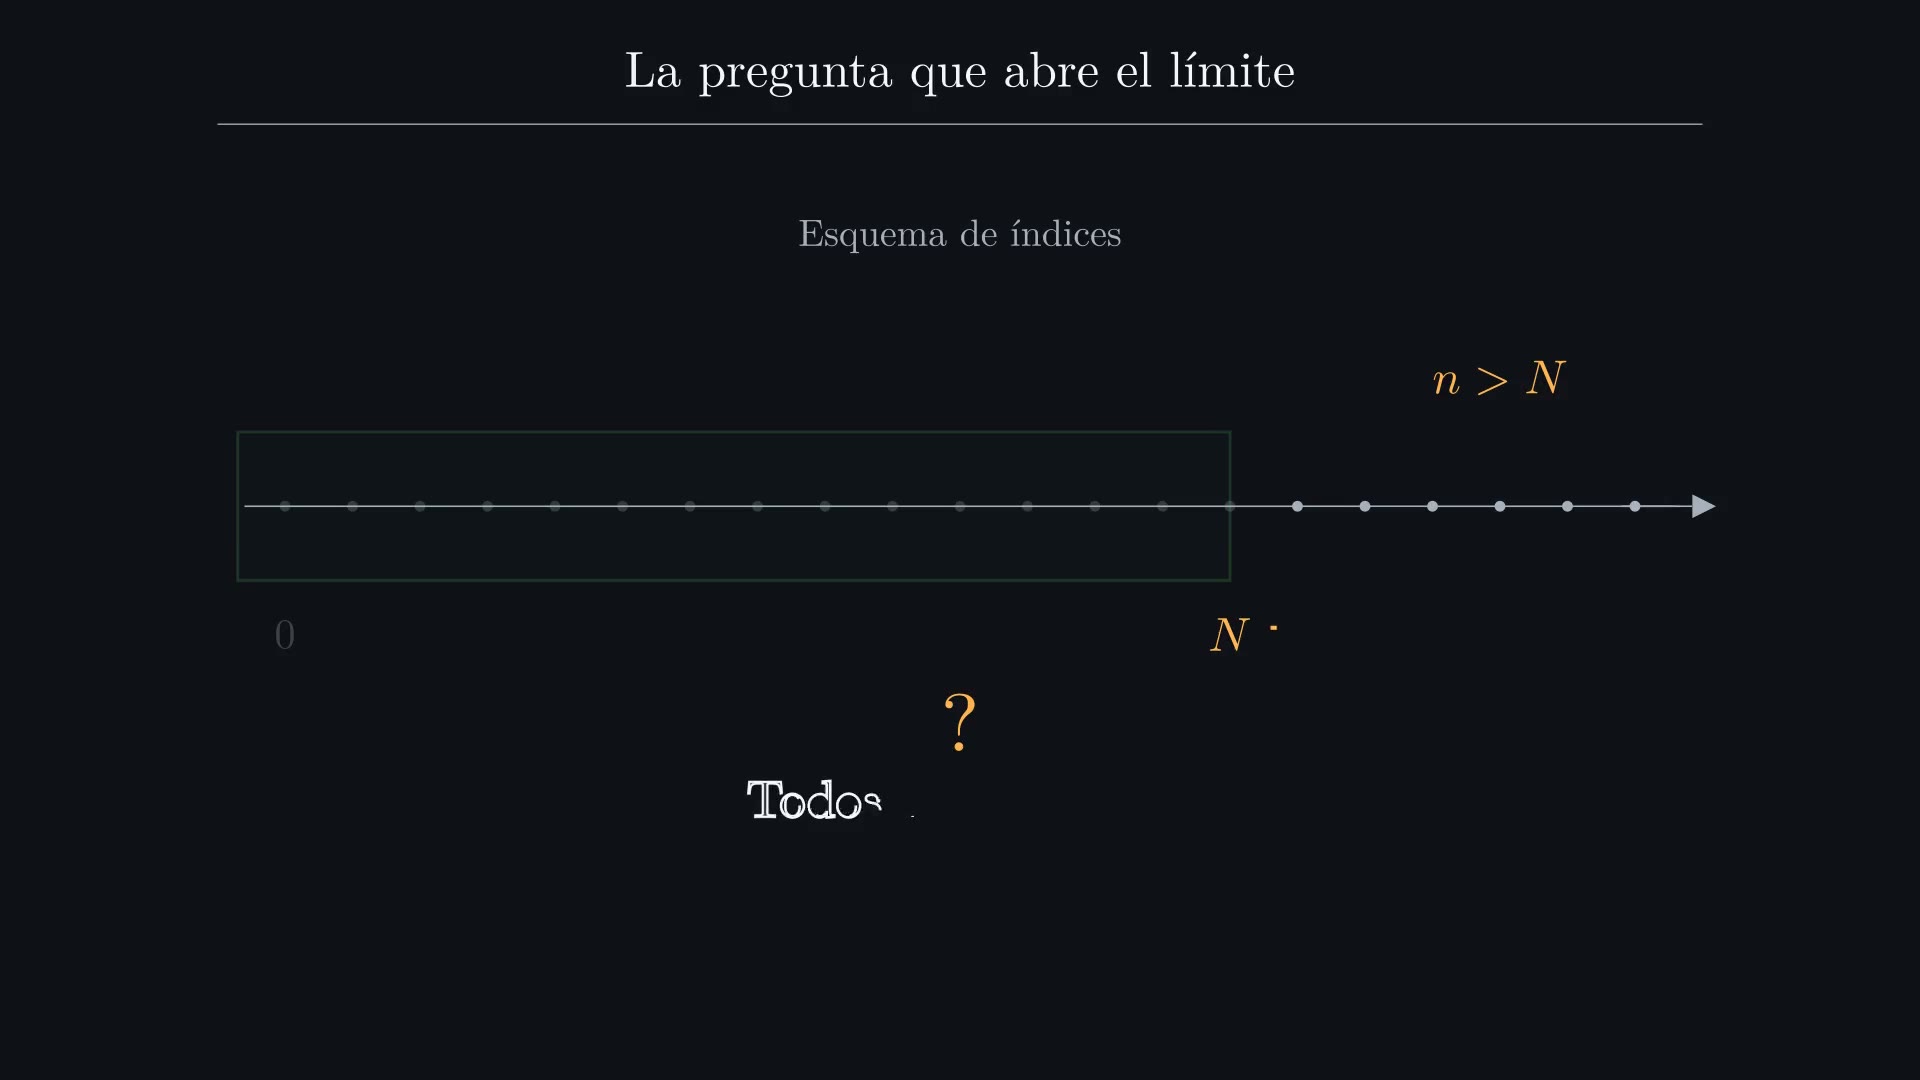 La pregunta que abre el límite
Esquema de índices
n > N
0
N
?
Todos